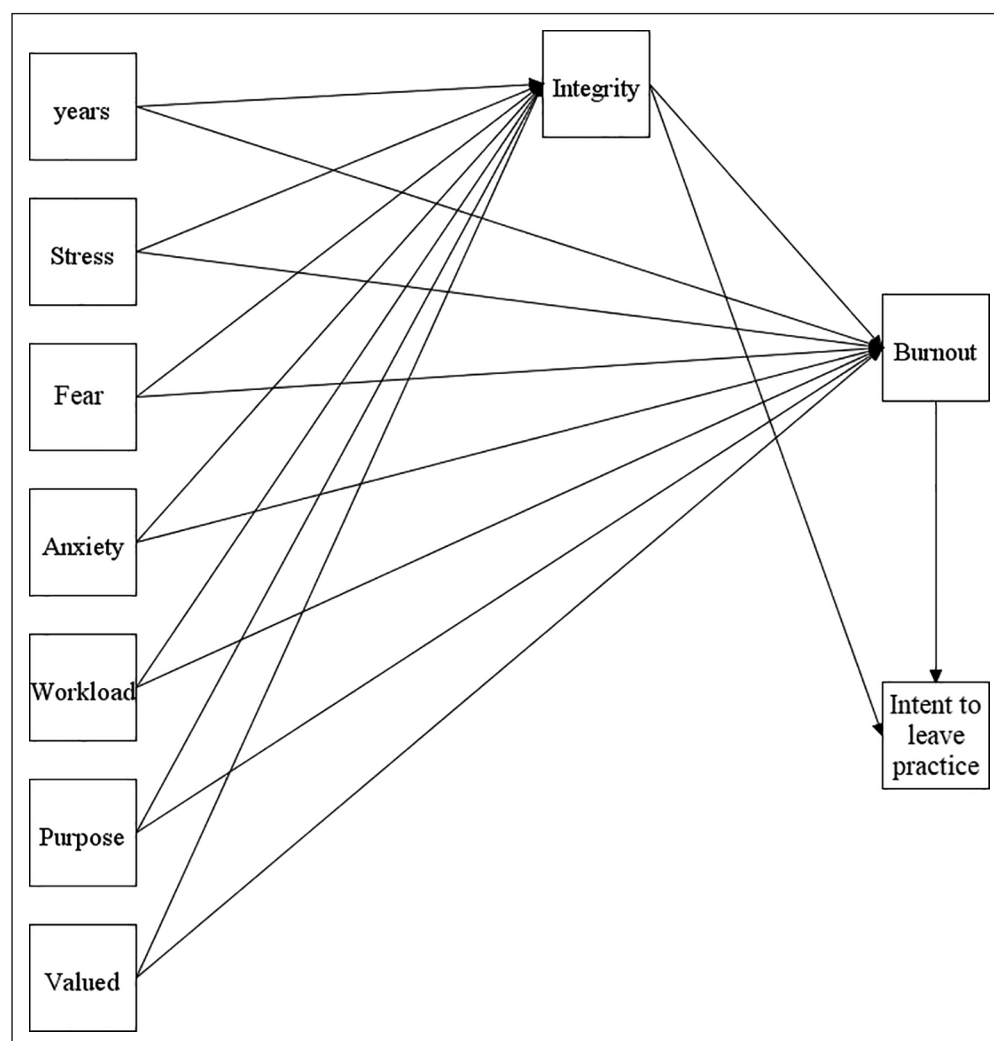 years
Integrity
Stress
Fear
Burnout
Anxiety
Workload
Intent to
leave
practice
Purpose
Valued